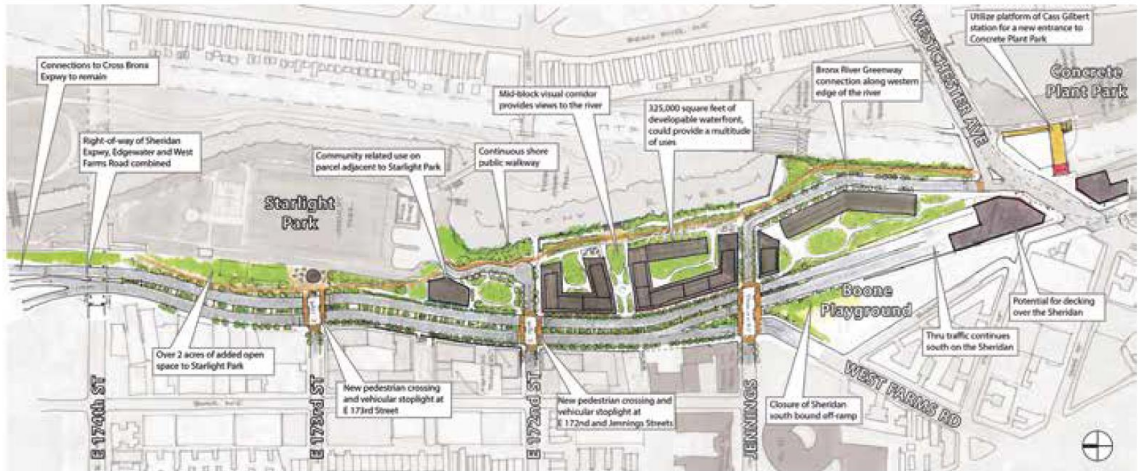 Utilize platform of Cass Gilbert
station for a new entrance to
Concrete Plant Park
WESTCHESTER AVE
Concrete
Plant Park
Connections to Cross Bronx
Expwy to remain
Mid-block visual corridor
provides views to the river
Bronx River Greenway
connection along western
edge of the river
325,000 square feet of
developable waterfront,
could provide a multitude
of uses
Right-of-way of Sheridan
Expwy, Edgewater and West
Farms Road combined
Community related use on
parcel adjacent to Starlight Park
Continuous shore
public walkway
Starlight
Park
Boone
Playground
Potential for decking
over the Sheridan
Thru traffic continues
south on the Sheridan
Over 2 acres of added open
space to Starlight Park
New pedestrian crossing
and vehicular stoplight at
E 173rd Street
New pedestrian crossing and
vehicular stoplight at
E 172nd and Jennings Streets
Closure of Sheridan
south bound off-ramp
WEST FARMS RD
E 174th ST
E 173rd ST
E 172nd ST
JENNINGS